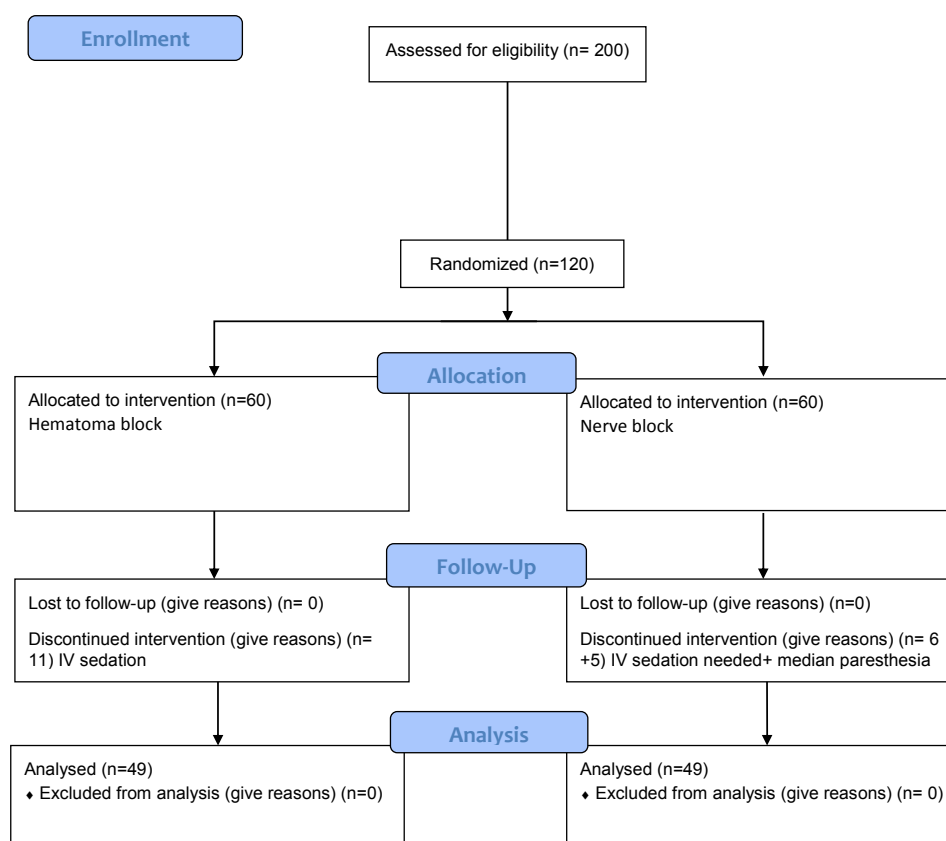 Enrollment
Assessed for eligibility (n= 200)
Randomized (n=120)
Allocation
Allocated to intervention (n=60)
Hematoma block
Allocated to intervention (n=60)
Nerve block
Follow-Up
Lost to follow-up (give reasons) (n= 0)
Discontinued intervention (give reasons) (n=
11) IV sedation
Lost to follow-up (give reasons) (n=0)
Discontinued intervention (give reasons) (n= 6
+5) IV sedation needed+ median paresthesia
Analysis
Analysed (n=49)
⬧ Excluded from analysis (give reasons) (n=0)
Analysed (n=49)
⬧ Excluded from analysis (give reasons) (n= 0)